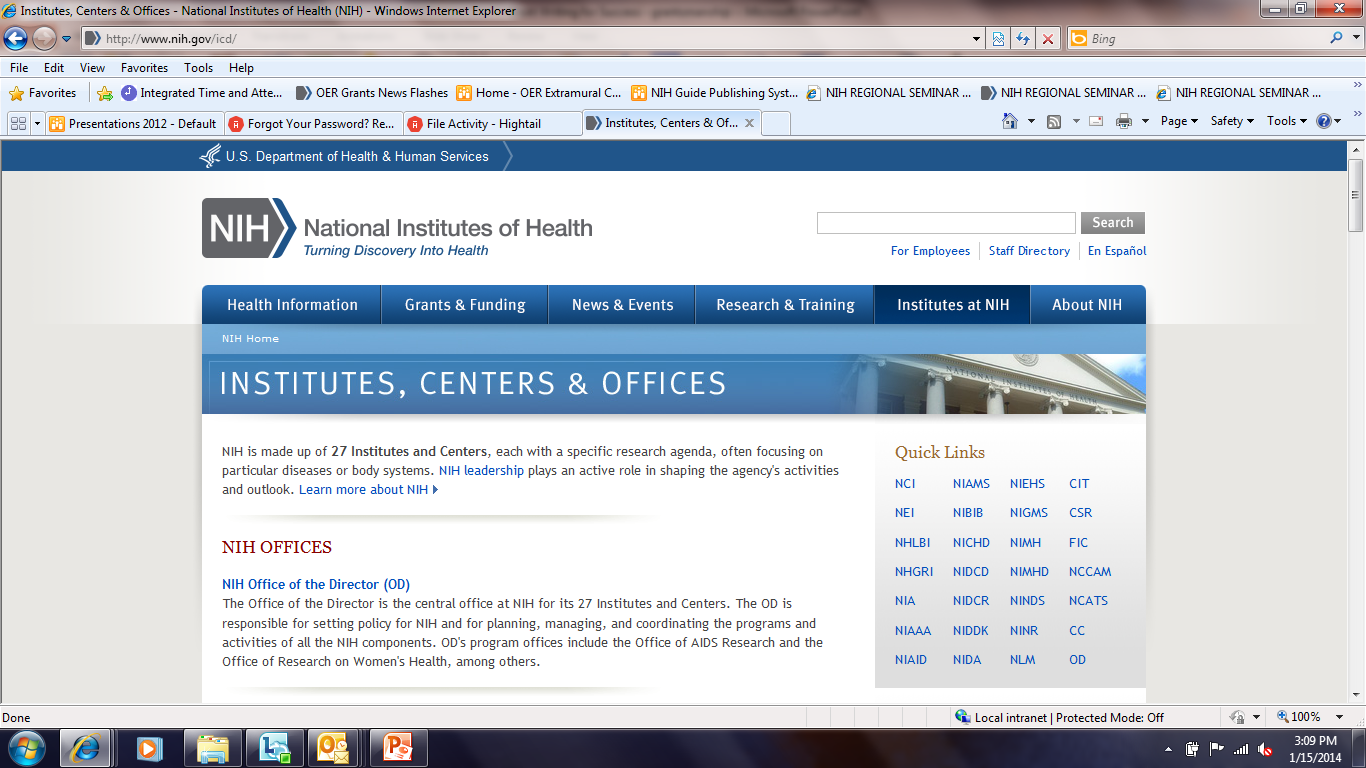 Institutes, Centers & Offices - National Institutes of Health (NIH) - Windows Internet Explorer
http://www.nih.gov/icd/
Bing
File Edit View Favorites Tools Help
Favorites Integrated Time and Atte... OER Grants News Flashes Home - OER Extramural C... NIH Guide Publishing Syst... NIH REGIONAL SEMINAR ... NIH REGIONAL SEMINAR ... NIH REGIONAL SEMINAR ...
Presentations 2012 - Default Forgot Your Password? Re... File Activity - Hightail Institutes, Centers & Of... Page Safety Tools
U.S. Department of Health & Human Services
NIH National Institutes of Health
Turning Discovery Into Health
Search
For Employees Staff Directory En Español
Health Information Grants & Funding News & Events Research & Training Institutes at NIH About NIH
NIH Home
INSTITUTES, CENTERS & OFFICES
NATIONAL INSTITUTES OF HEALTH
NIH is made up of 27 Institutes and Centers, each with a specific research agenda, often focusing on
particular diseases or body systems. NIH leadership plays an active role in shaping the agency's activities
and outlook. Learn more about NIH
NIH OFFICES
NIH Office of the Director (OD)
The Office of the Director is the central office at NIH for its 27 Institutes and Centers. The OD is
responsible for setting policy for NIH and for planning, managing, and coordinating the programs and
activities of all the NIH components. OD's program offices include the Office of AIDS Research and the
Office of Research on Women's Health, among others.
Quick Links
NCI NIAMS NIEHS CIT
NEI NIBIB NIGMS CSR
NHLBI NICHD NIMH FIC
NHGRI NIDCD NIMHD NCCAM
NIA NIDCR NINDS NCATS
NIAAA NIDDK NINR CC
NIAID NIDA NLM OD
Done Local intranet | Protected Mode: Off 100%
3:09 PM
1/15/2014